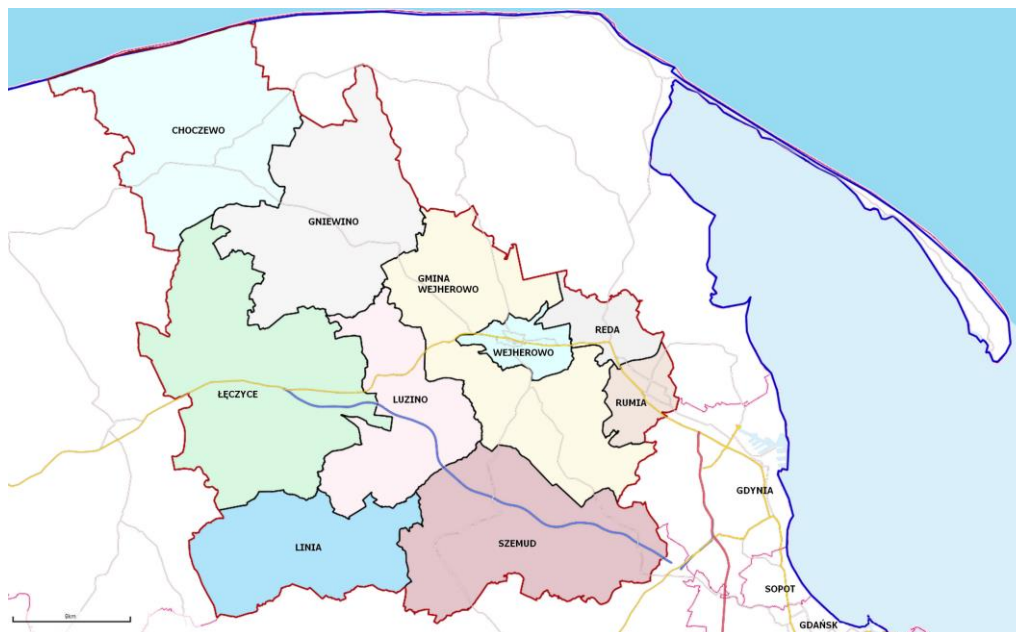 CHOCZEWO
GNIEWINO
GMINA
WEJHEROWO
REDA
WEJHEROWO
ŁĘCZYCE
LUZINO
RUMIA
GDYNIA
LINIA
SZEMUD
SOPOT
GDAŃSK